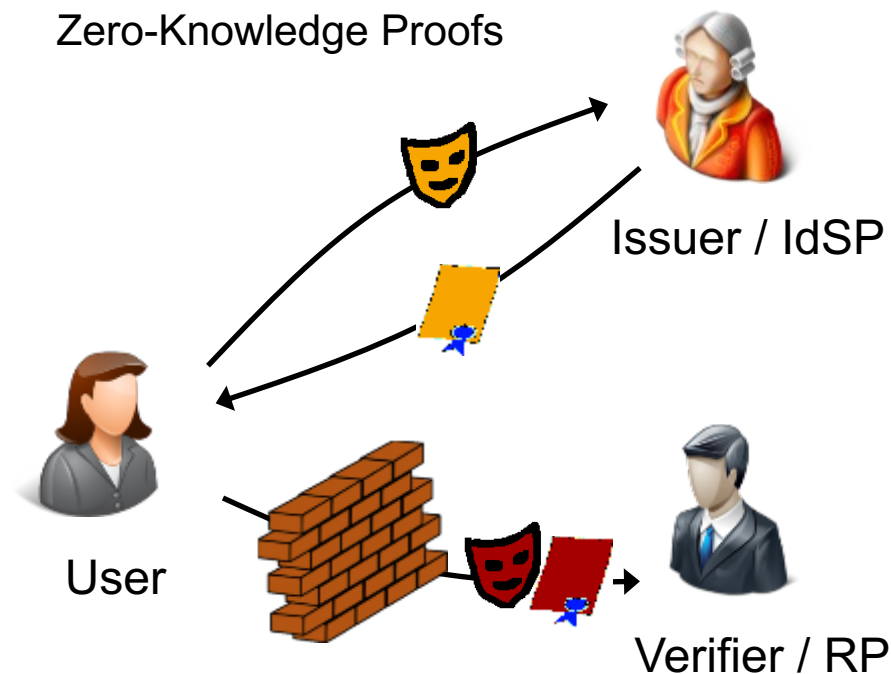 Zero-Knowledge Proofs
Issuer / IdSP
User
Verifier / RP